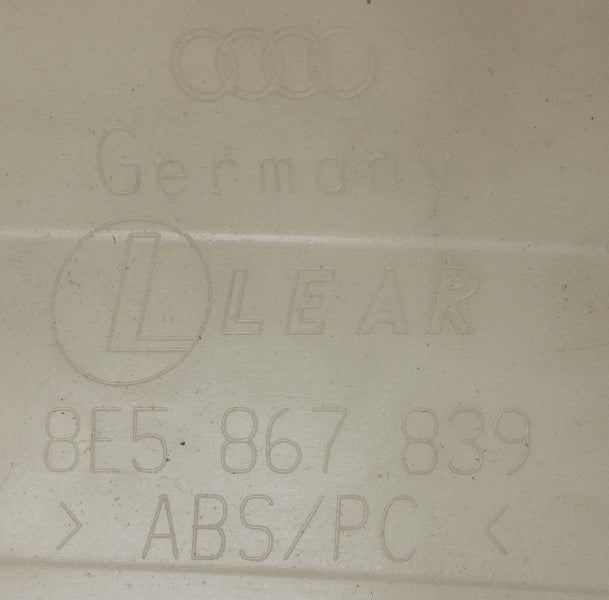 Germany
L LEAR
8E5 867 839
> ABS/PC <